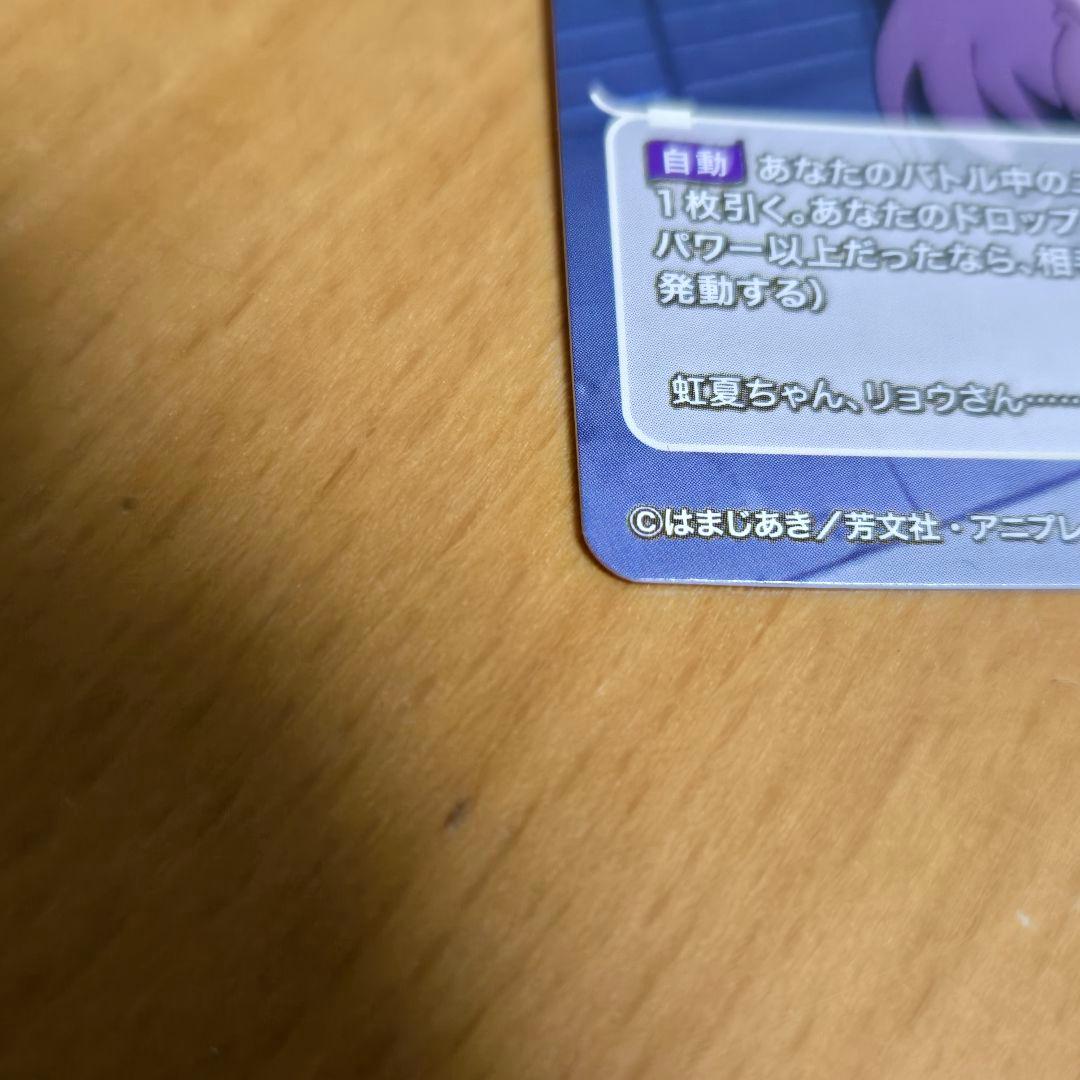 自動 あなたのバトル中の
1枚引く。あなたのドロップ
パワー以上だったなら、相手
発動する)
虹夏ちゃん、リョウさん……
©はまじあき／芳文社・アニプレ